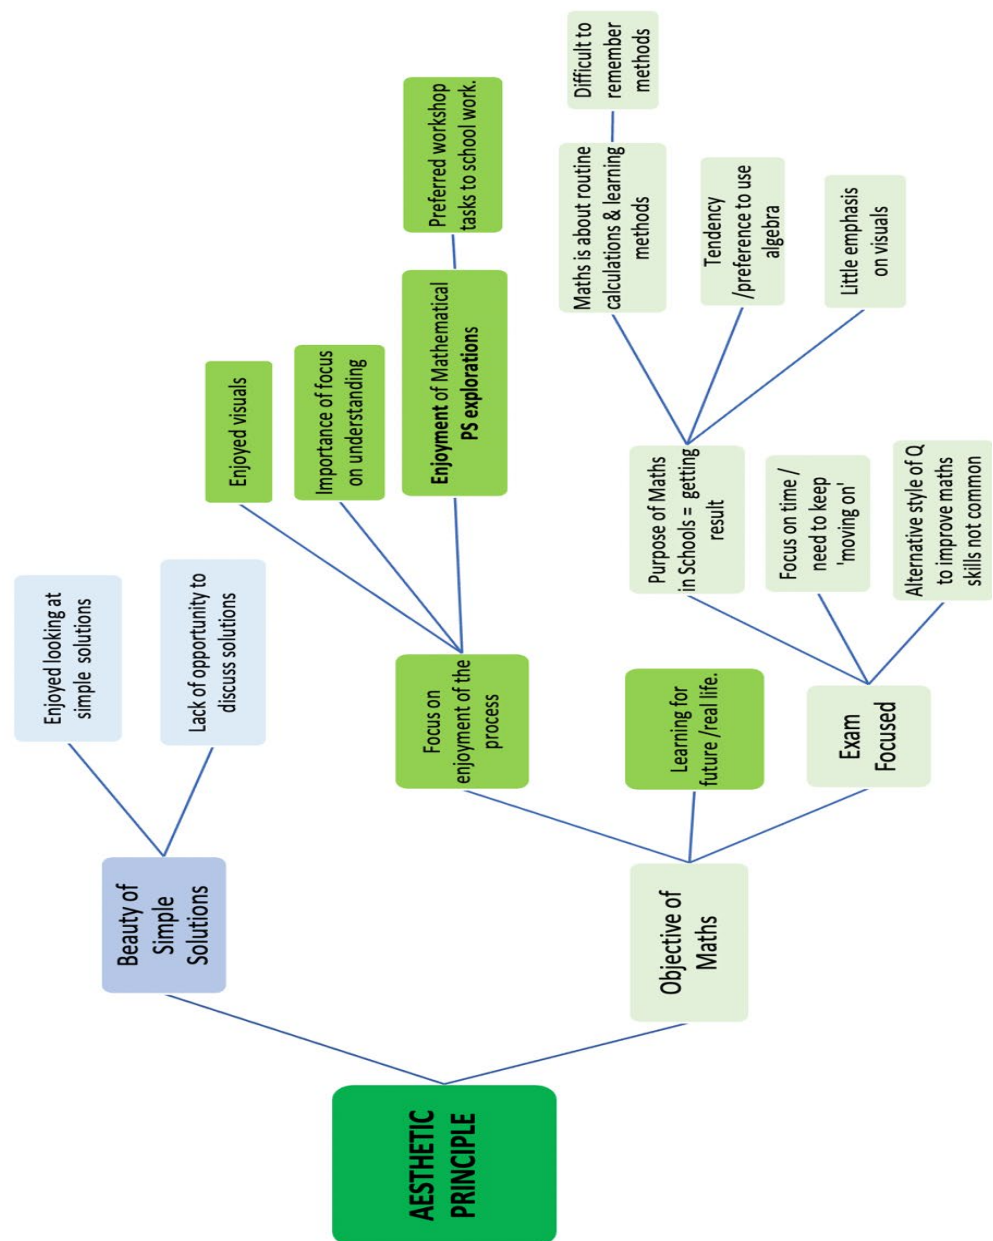 AESTHETIC
PRINCIPLE
Beauty of
Simple
Solutions
Enjoyed looking at
simple solutions
Lack of opportunity to
discuss solutions
Objective of
Maths
Focus on
enjoyment of the
process
Enjoyed visuals
Importance of focus
on understanding
Enjoyment of Mathematical
PS explorations
Preferred workshop
tasks to school work.
Learning for
future /real life.
Exam
Focused
Purpose of Maths
in Schools = getting
result
Maths is about routine
calculations & learning
methods
Difficult to
remember
methods
Tendency
/preference to use
algebra
Little emphasis
on visuals
Focus on time /
need to keep
'moving on'
Alternative style of Q
to improve maths
skills not common